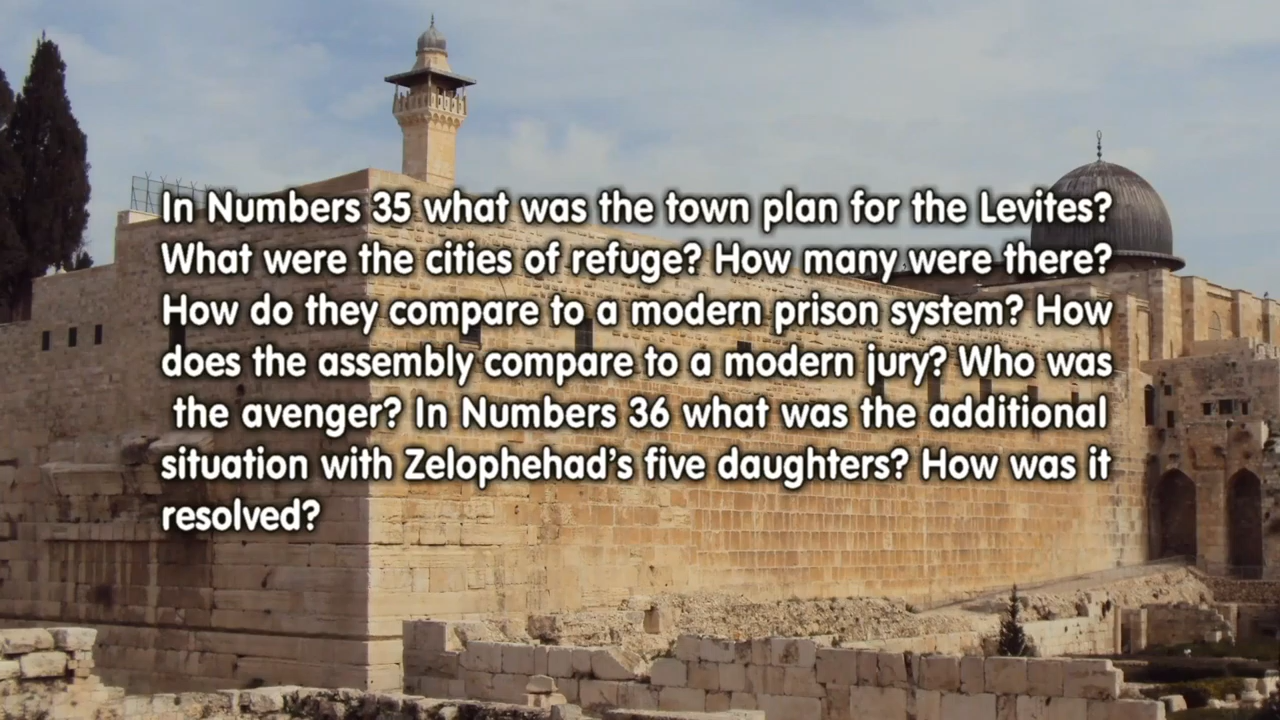 In Numbers 35 what was the town plan for the Levites?
What were the cities of refuge? How many were there?
How do they compare to a modern prison system? How
does the assembly compare to a modern jury? Who was
the avenger? In Numbers 36 what was the additional
situation with Zelophehad’s five daughters? How was it
resolved?